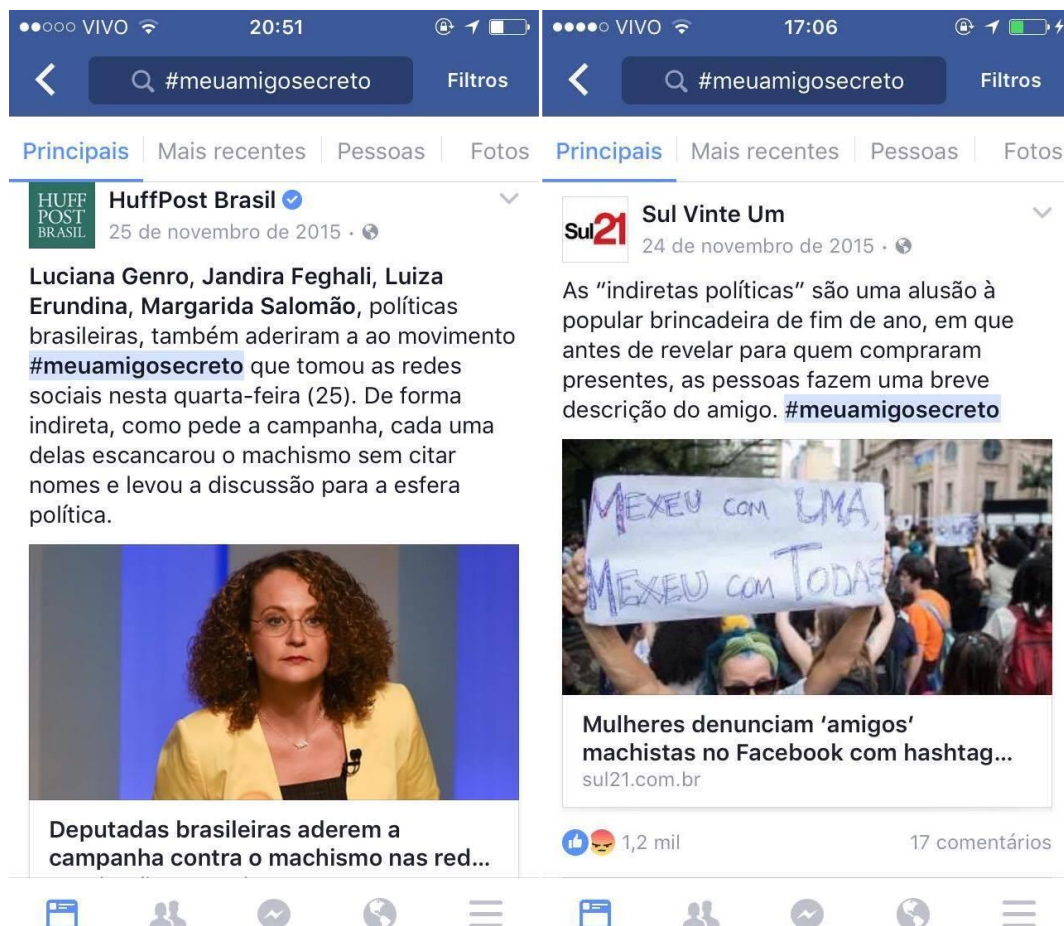 VIVO 20:51
#meuamigosecreto Filtros
Principais Mais recentes Pessoas Fotos
HUFF
POST
BRASIL
HuffPost Brasil
25 de novembro de 2015 ·
Luciana Genro, Jandira Feghali, Luiza
Erundina, Margarida Salomão, políticas
brasileiras, também aderiram a ao movimento
#meuamigosecreto que tomou as redes
sociais nesta quarta-feira (25). De forma
indireta, como pede a campanha, cada uma
delas escancarou o machismo sem citar
nomes e levou a discussão para a esfera
política.
Deputadas brasileiras aderem a
campanha contra o machismo nas red...
VIVO 17:06
#meuamigosecreto Filtros
Principais Mais recentes Pessoas Fotos
Sul21
Sul Vinte Um
24 de novembro de 2015 ·
As “indiretas políticas” são uma alusão à
popular brincadeira de fim de ano, em que
antes de revelar para quem compraram
presentes, as pessoas fazem uma breve
descrição do amigo. #meuamigosecreto
MEXEU COM UMA,
MEXEU COM TODAS
Mulheres denunciam ‘amigos’
machistas no Facebook com hashtag...
sul21.com.br
1,2 mil 17 comentários